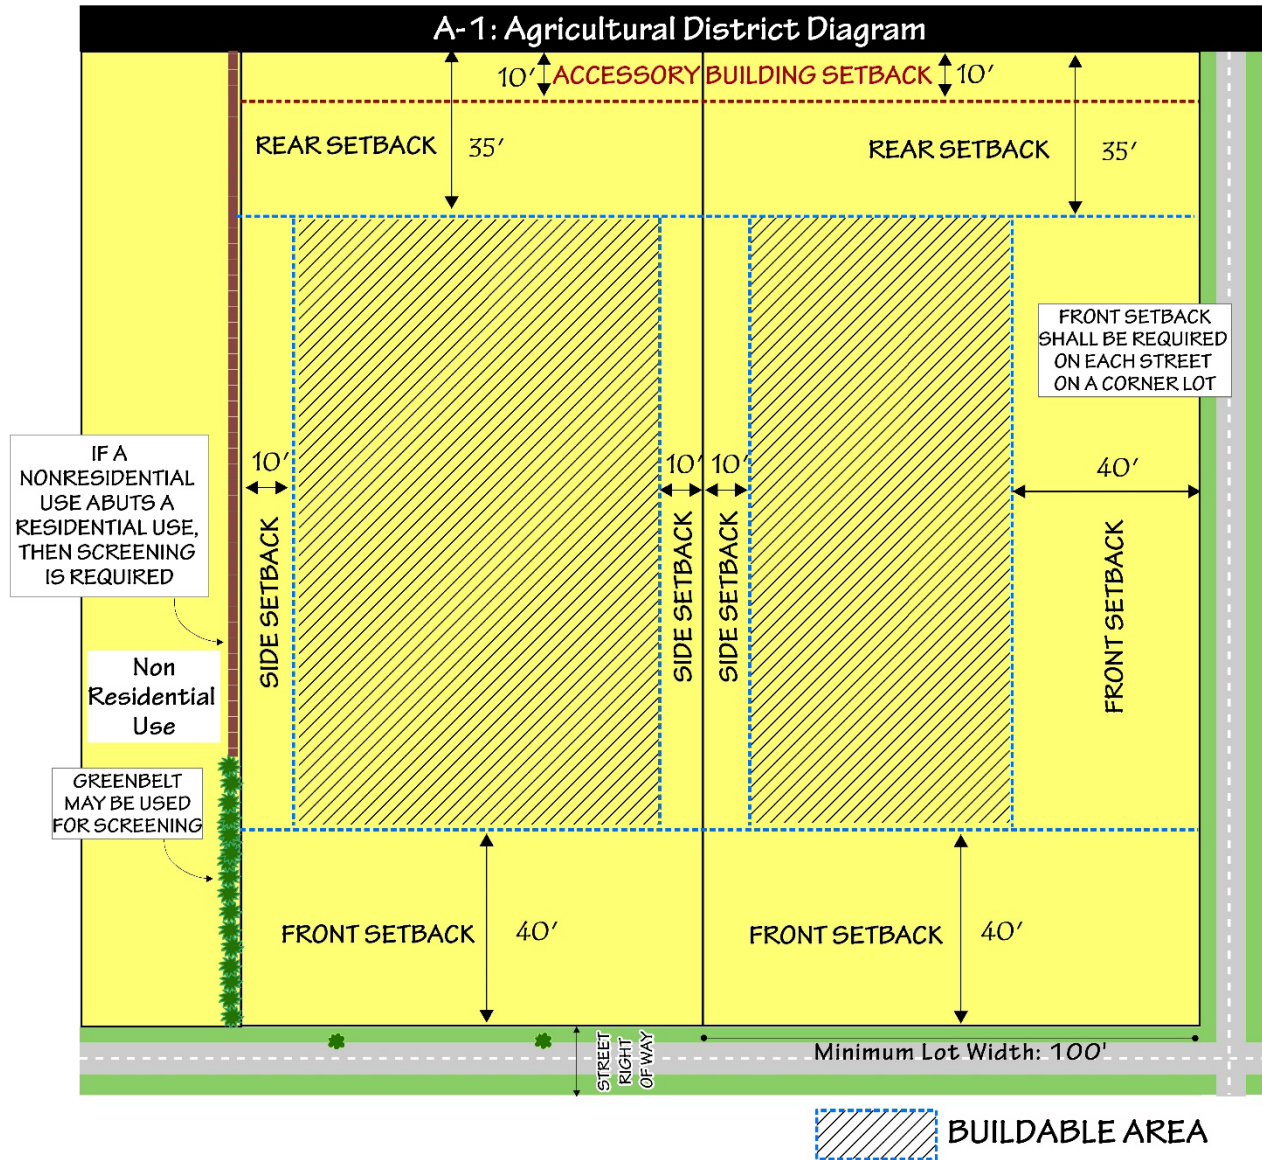 A-1: Agricultural District Diagram
10' ACCESSORY BUILDING SETBACK 10'
REAR SETBACK 35'
REAR SETBACK 35'
FRONT SETBACK
SHALL BE REQUIRED
ON EACH STREET
ON A CORNER LOT
IF A
NONRESIDENTIAL
USE ABUTS A
RESIDENTIAL USE,
THEN SCREENING
IS REQUIRED
10'
SIDE SETBACK
10'
SIDE SETBACK
10'
SIDE SETBACK
40'
FRONT SETBACK
Non
Residential
Use
GREENBELT
MAY BE USED
FOR SCREENING
FRONT SETBACK 40'
FRONT SETBACK 40'
STREET
RIGHT
OF WAY
Minimum Lot Width: 100'
BUILDABLE AREA